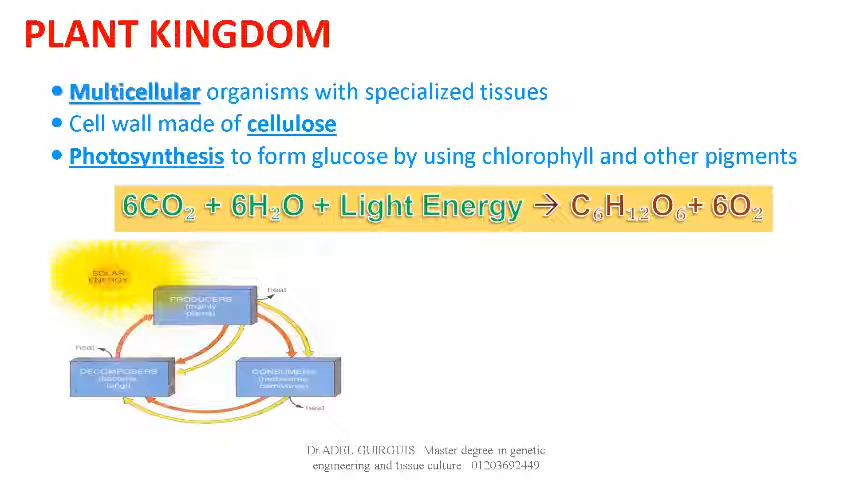 PLANT KINGDOM
• Multicellular organisms with specialized tissues
• Cell wall made of cellulose
• Photosynthesis to form glucose by using chlorophyll and other pigments
6CO₂ + 6H₂O + Light Energy → C₆H₁₂O₆+ 6O₂
SOLAR
ENERGY
heat
PRODUCERS
(mainly
plants)
heat
DECOMPOSERS
(bacteria,
fungi)
CONSUMERS
heat
Dr.ADEL GUIRGUIS Master degree in genetic
engineering and tissue culture 01203692449